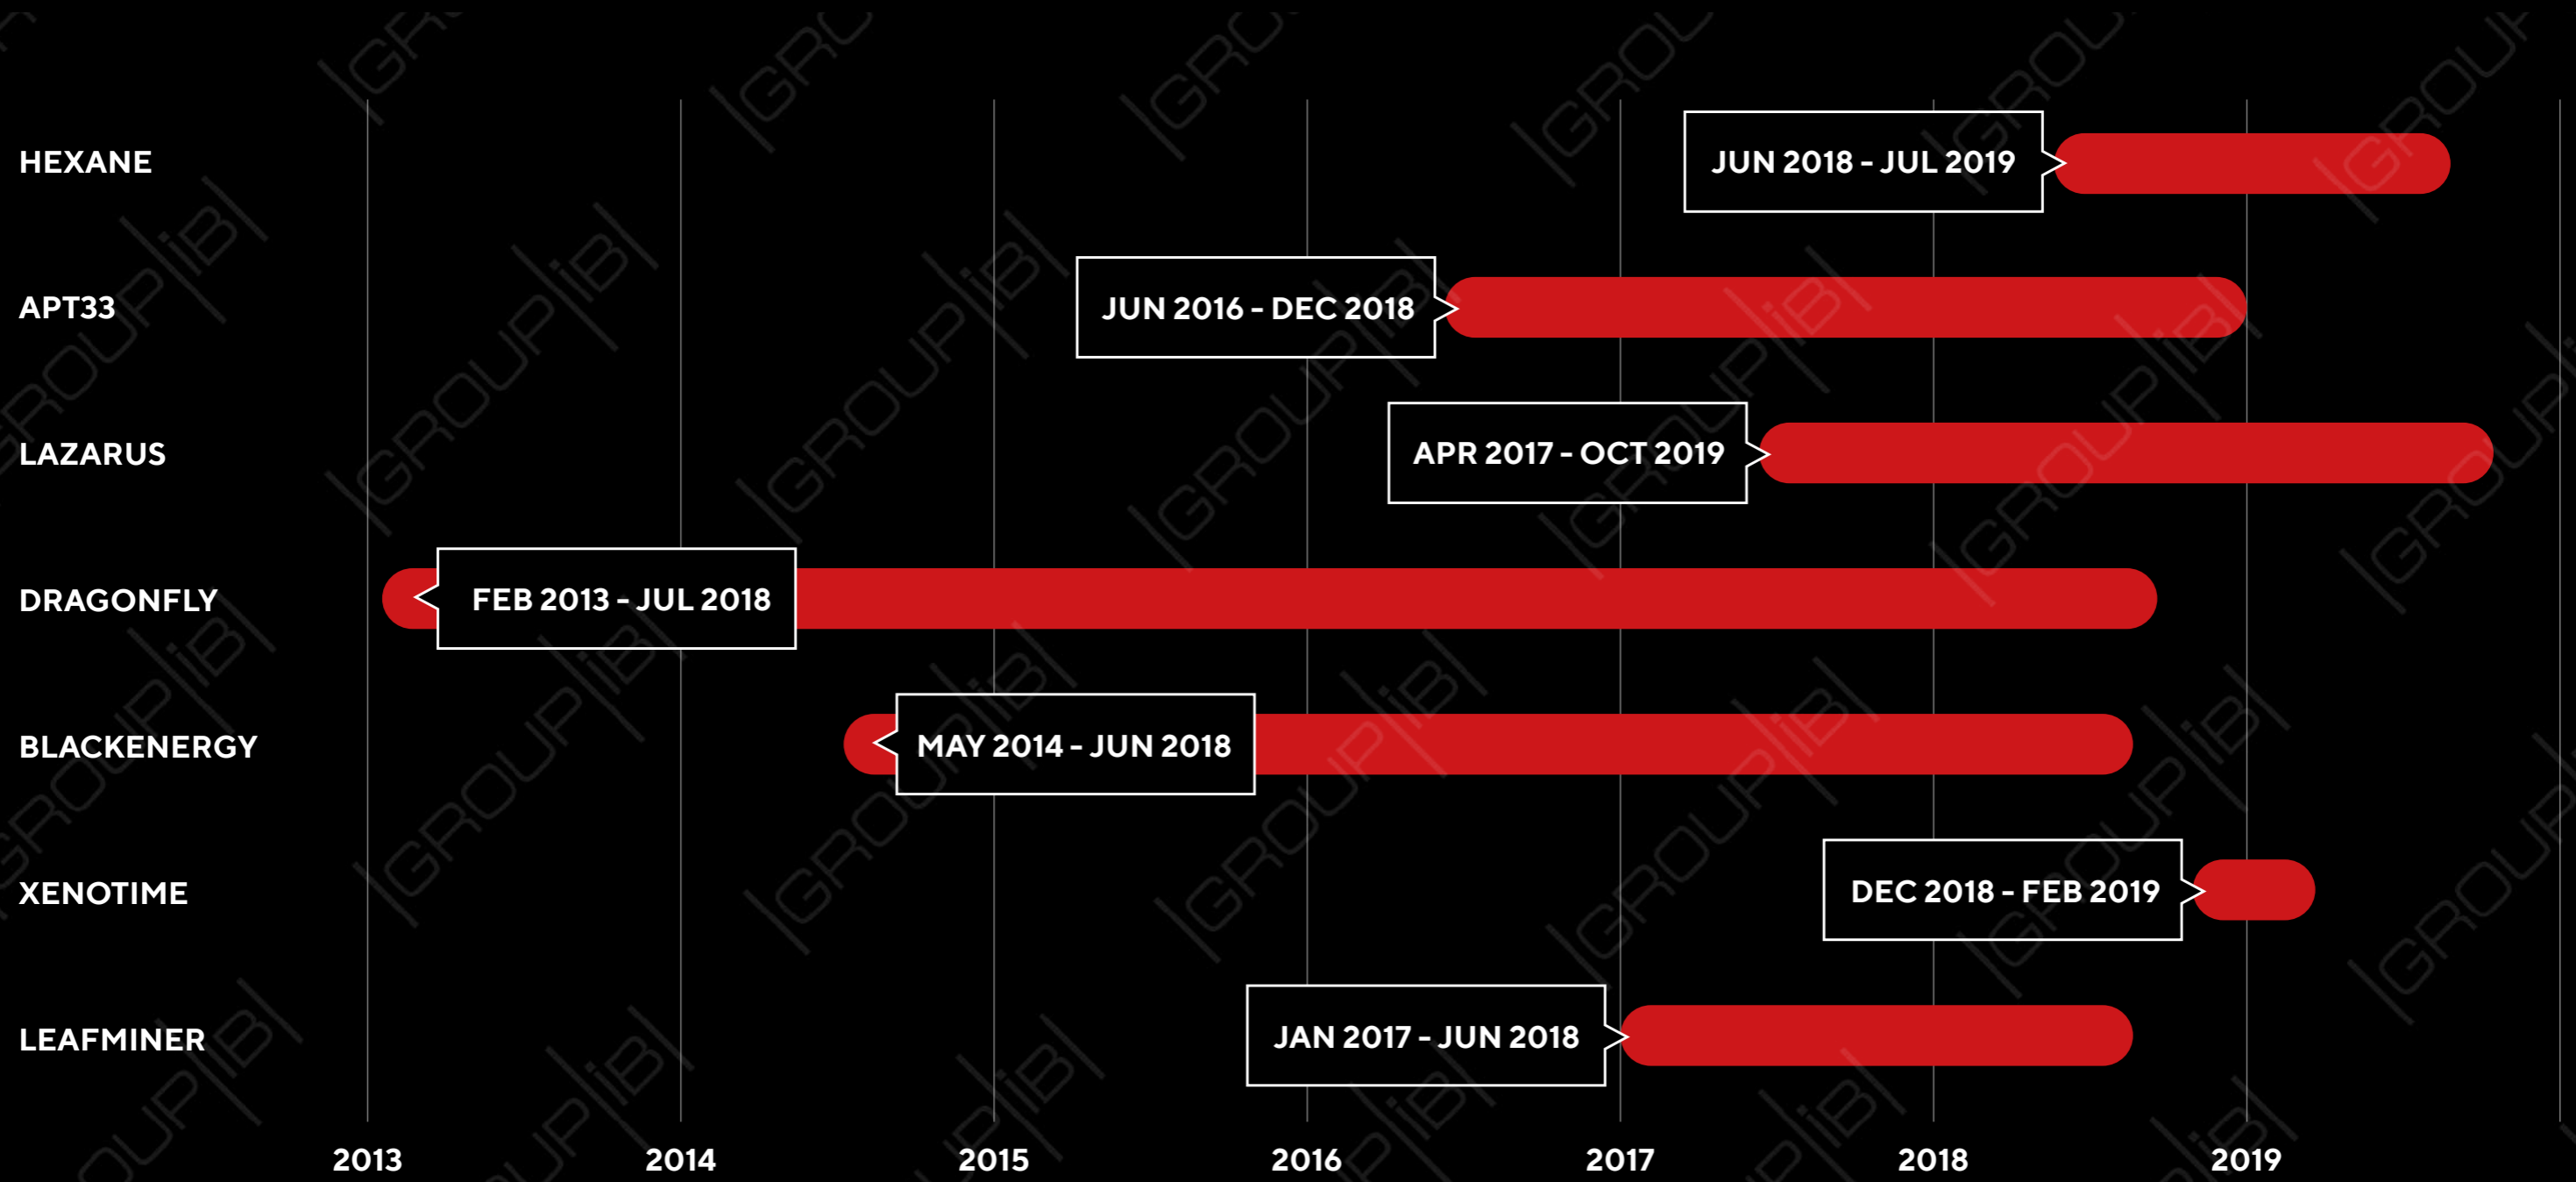 HEXANE
JUN 2018 – JUL 2019
APT33
JUN 2016 – DEC 2018
LAZARUS
APR 2017 – OCT 2019
DRAGONFLY
FEB 2013 – JUL 2018
BLACKENERGY
MAY 2014 – JUN 2018
XENOTIME
DEC 2018 – FEB 2019
LEAFMINER
JAN 2017 – JUN 2018
2013 2014 2015 2016 2017 2018 2019
GROUP|iB|